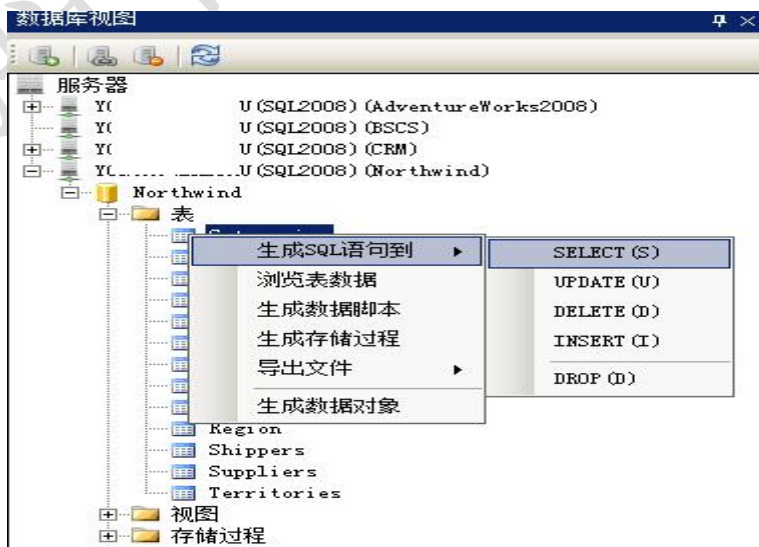 数据库视图
服务器
Y( U(SQL2008)(AdventureWorks2008)
Y( U(SQL2008)(BSCS)
Y( U(SQL2008)(CRM)
Y( U(SQL2008)(Northwind)
Northwind
表
生成SQL语句到
SELECT(S)
浏览表数据
UPDATE(U)
生成数据脚本
DELETE(D)
生成存储过程
INSERT(I)
导出文件
DROP(D)
生成数据对象
Region
Shippers
Suppliers
Territories
视图
存储过程